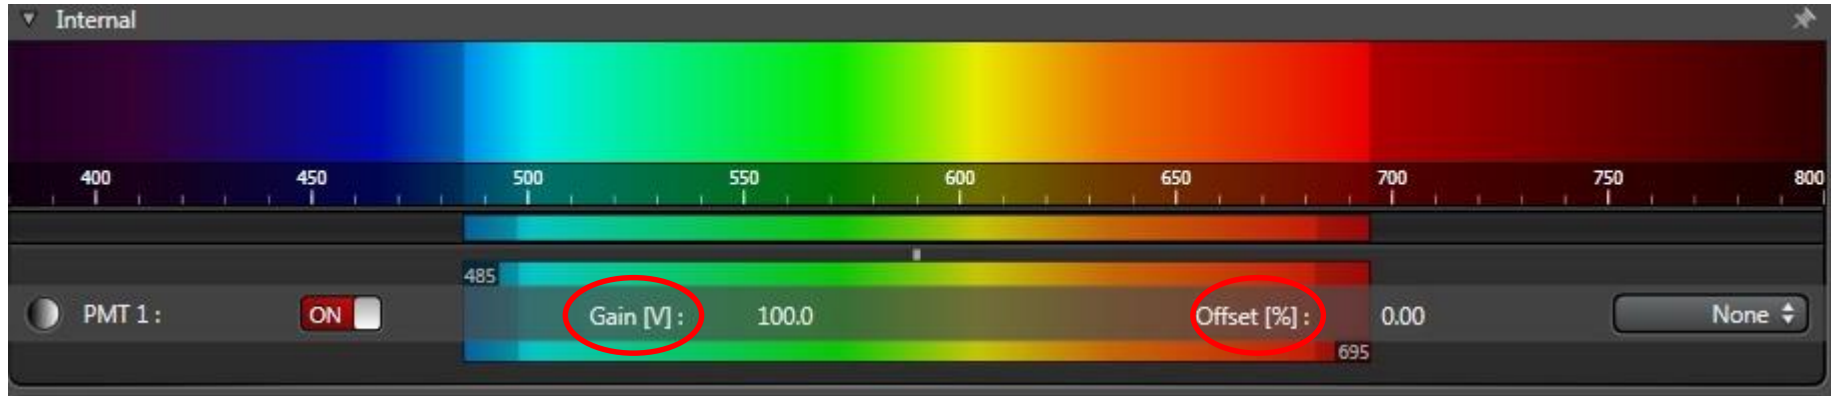 Internal
400 450 500 550 600 650 700 750 800
485
PMT 1 : ON Gain [V] : 100.0 Offset [%] : 0.00 None
695